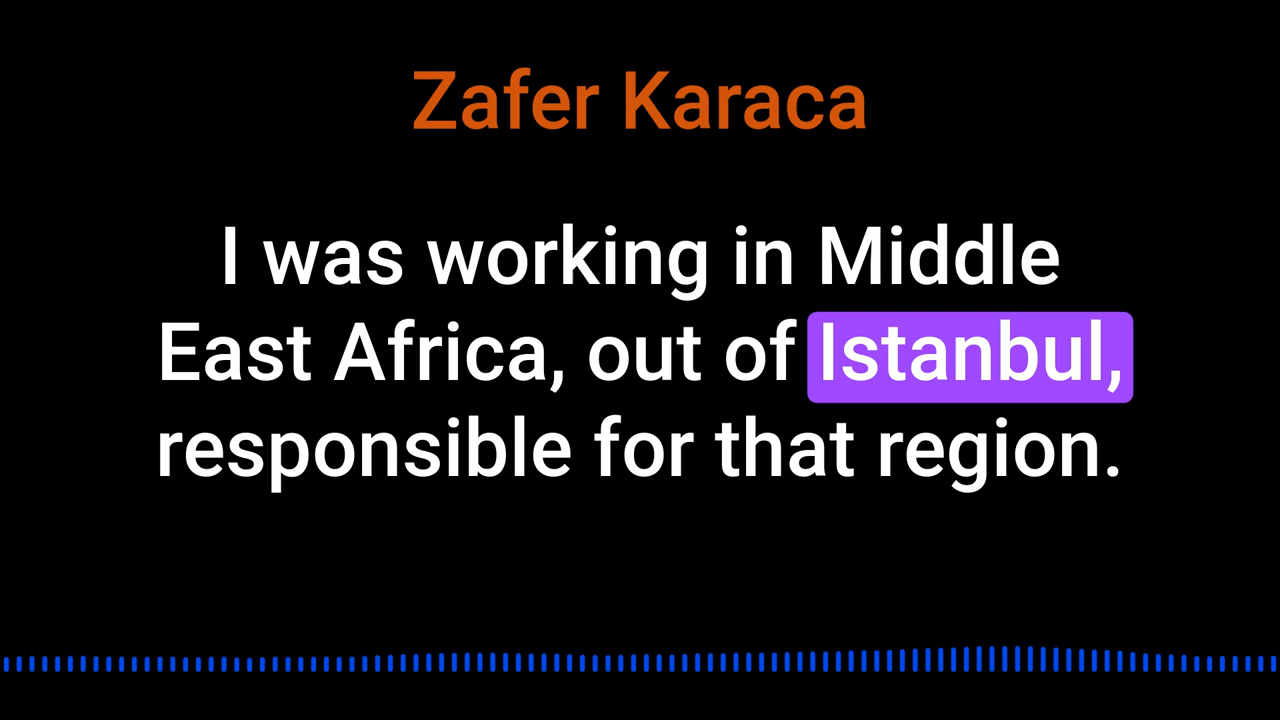 Zafer Karaca
I was working in Middle
East Africa, out of Istanbul,
responsible for that region.